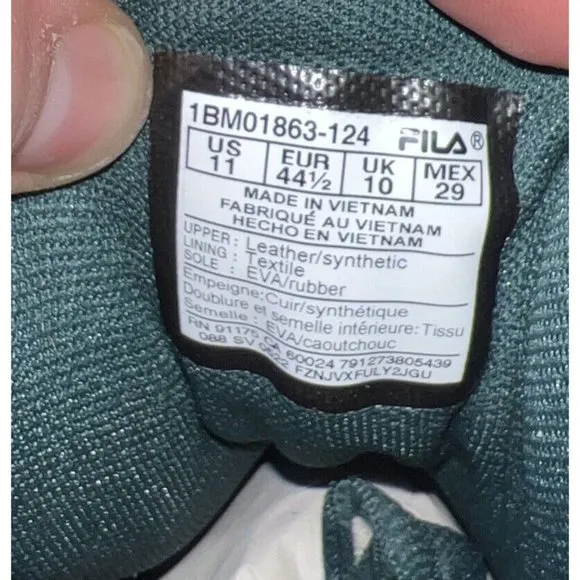 1BM01863-124 FILA®
US EUR UK MEX
11 44½ 10 29
MADE IN VIETNAM
FABRIQUÉ AU VIETNAM
HECHO EN VIETNAM
UPPER : Leather/synthetic
LINING : Textile
SOLE : EVA/rubber
Empeigne:Cuir/synthétique
Doublure et semelle intérieure: Tissu
Semelle : EVA/caoutchouc
RN 91175 CA 60024 791273805439
088 SV 0522 FZNJVXFULY2JGU